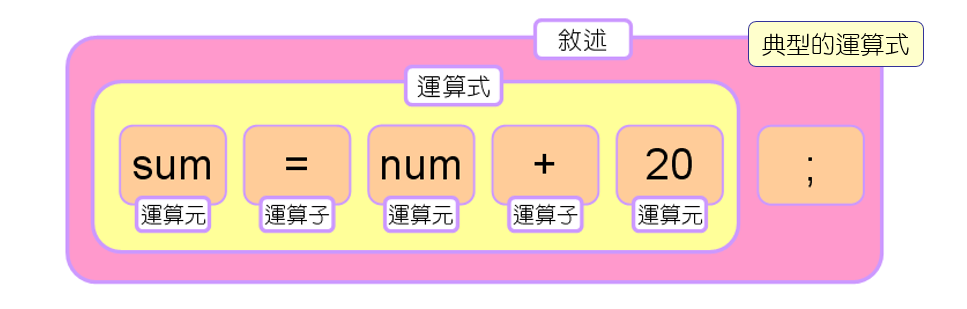 敘述
典型的運算式
運算式
sum = num + 20 ;
運算元 運算子 運算元 運算子 運算元